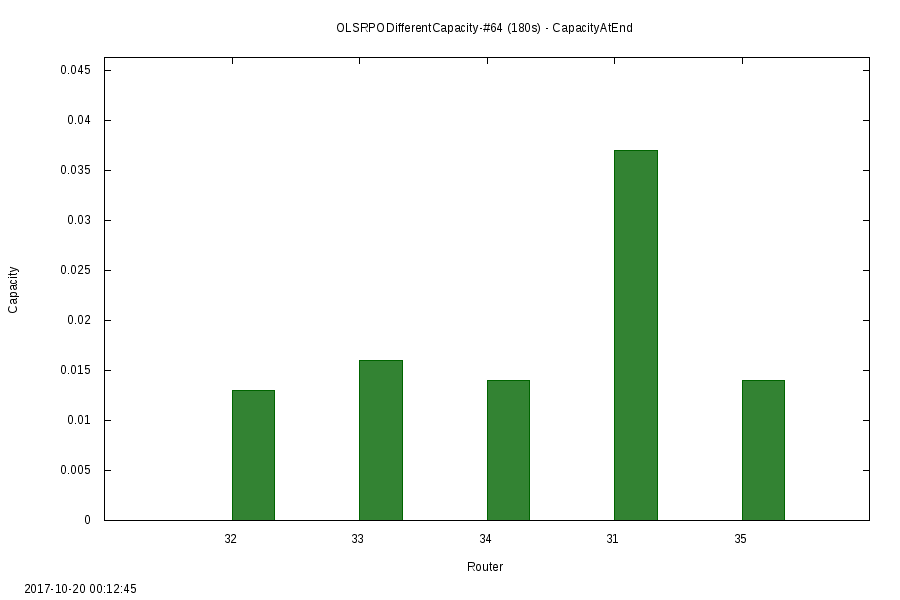 OLSRPODifferentCapacity-#64 (180s) - CapacityAtEnd
0.045
0.04
0.035
0.03
0.025
0.02
0.015
0.01
0.005
0
Capacity
32 33 34 31 35
Router
2017-10-20 00:12:45